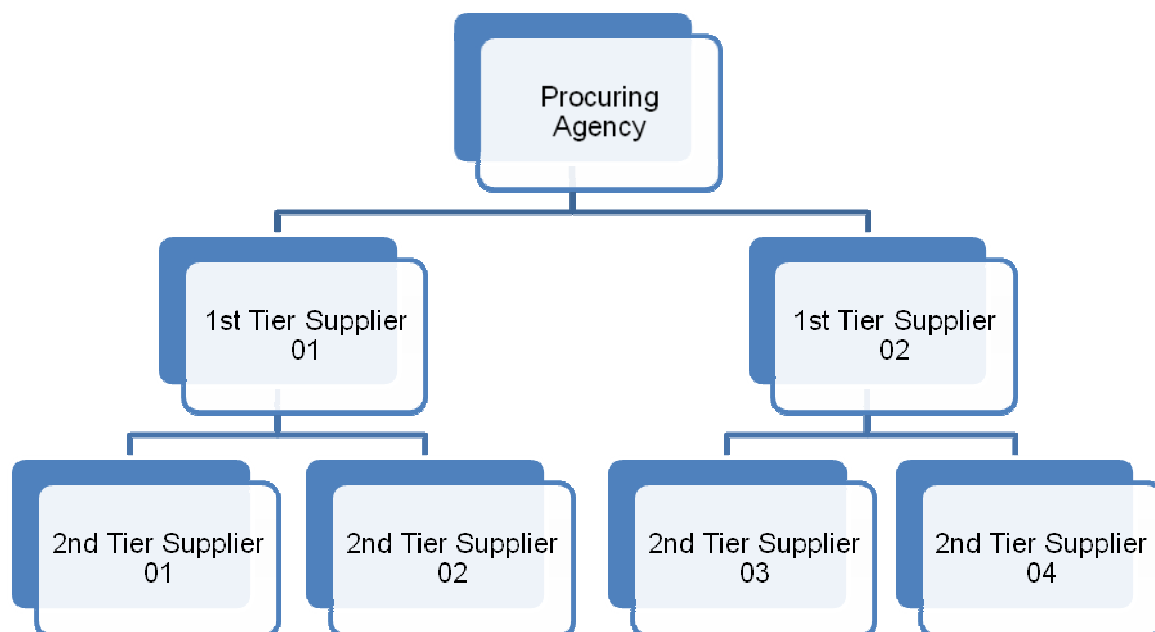 Procuring
Agency
1st Tier Supplier
01
1st Tier Supplier
02
2nd Tier Supplier
01
2nd Tier Supplier
02
2nd Tier Supplier
03
2nd Tier Supplier
04